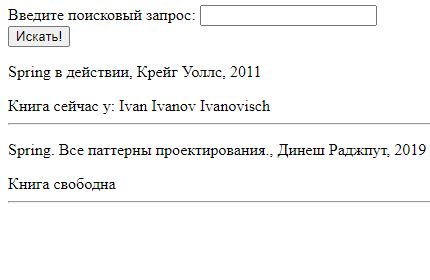 Введите поисковый запрос:
Искать!
Spring в действии, Крейг Уоллс, 2011
Книга сейчас у: Ivan Ivanov Ivanovisch
Spring. Все паттерны проектирования., Динеш Раджпут, 2019
Книга свободна